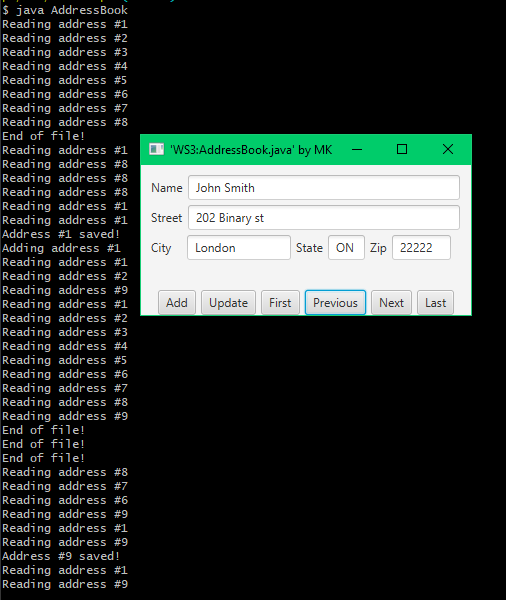 $ java AddressBook
Reading address #1
Reading address #2
Reading address #3
Reading address #4
Reading address #5
Reading address #6
Reading address #7
Reading address #8
End of file!
Reading address #1
Reading address #8
Reading address #8
Reading address #8
Reading address #1
Reading address #1
Address #1 saved!
Adding address #1
Reading address #1
Reading address #2
Reading address #9
Reading address #1
Reading address #2
Reading address #3
Reading address #4
Reading address #5
Reading address #6
Reading address #7
Reading address #8
Reading address #9
End of file!
End of file!
End of file!
Reading address #8
Reading address #7
Reading address #6
Reading address #9
Reading address #1
Reading address #9
Address #9 saved!
Reading address #1
Reading address #9
'WS3:AddressBook.java' by MK
Name John Smith
Street 202 Binary st
City London State ON Zip 22222
Add Update First Previous Next Last